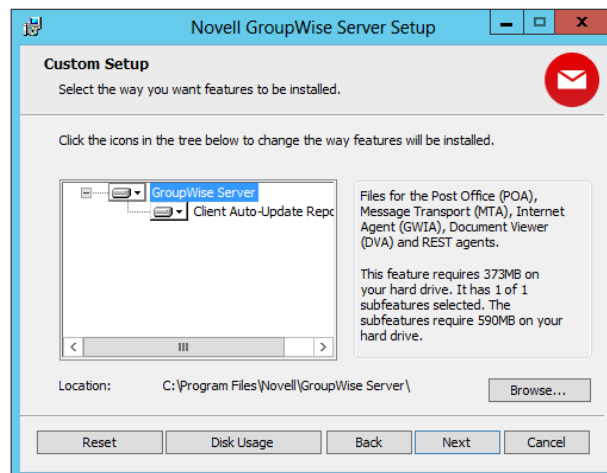 Novell GroupWise Server Setup
Custom Setup
Select the way you want features to be installed.
Click the icons in the tree below to change the way features will be installed.
GroupWise Server
Client Auto-Update Repo
Files for the Post Office (POA),
Message Transport (MTA), Internet
Agent (GWIA), Document Viewer
(DVA) and REST agents.
This feature requires 373MB on
your hard drive. It has 1 of 1
subfeatures selected. The
subfeatures require 590MB on your
hard drive.
Location: C:\Program Files\Novell\GroupWise Server\
Browse...
Reset Disk Usage Back Next Cancel